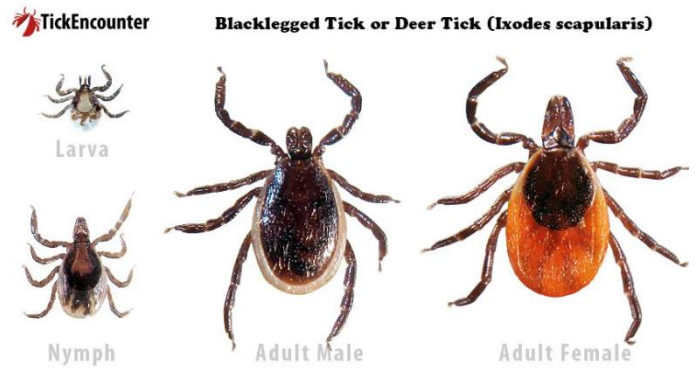 TickEncounter
Blacklegged Tick or Deer Tick (Ixodes scapularis)
Larva
Nymph
Adult Male
Adult Female